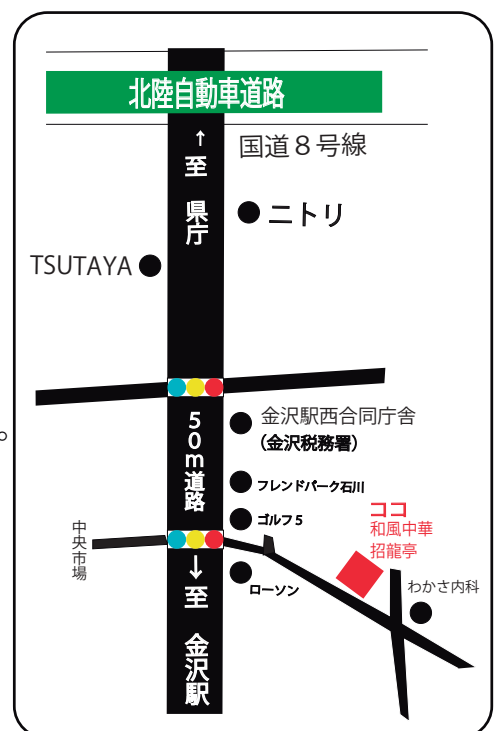 北陸自動車道路
国道８号線
↑至 県庁
ニトリ
TSUTAYA
50m道路
金沢駅西合同庁舎
(金沢税務署)
フレンドパーク石川
ゴルフ5
ココ
和風中華
招龍亭
中央市場
↓至 金沢駅
ローソン
わかさ内科